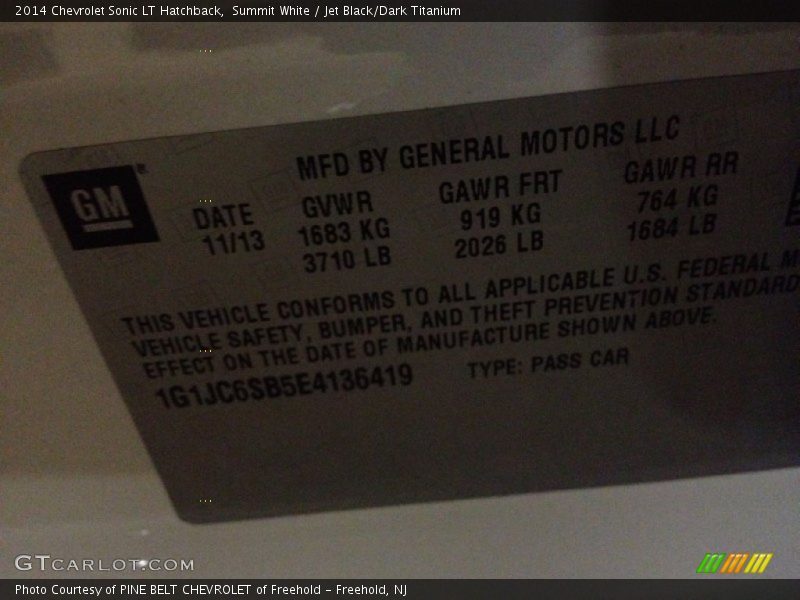 2014 Chevrolet Sonic LT Hatchback, Summit White / Jet Black/Dark Titanium
MFD BY GENERAL MOTORS LLC
GM
DATE GVWR GAWR FRT GAWR RR
11/13 1683 KG 919 KG 764 KG
3710 LB 2026 LB 1684 LB
THIS VEHICLE CONFORMS TO ALL APPLICABLE U.S. FEDERAL M
VEHICLE SAFETY, BUMPER, AND THEFT PREVENTION STANDARD
EFFECT ON THE DATE OF MANUFACTURE SHOWN ABOVE.
1G1JC6SB5E4136419 TYPE: PASS CAR
GTCARLOT.COM
Photo Courtesy of PINE BELT CHEVROLET of Freehold - Freehold, NJ